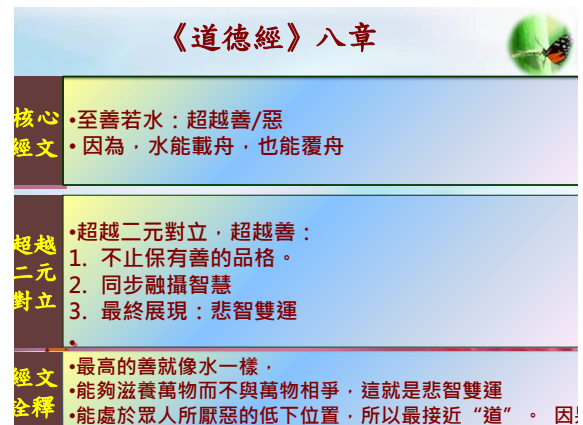 《道德經》八章
核心
經文
•至善若水：超越善/惡
•因為，水能載舟，也能覆舟
超越
二元
對立
•超越二元對立，超越善：
1. 不止保有善的品格。
2. 同步融攝智慧
3. 最終展現：悲智雙運
•
經文
詮釋
•最高的善就像水一樣，
•能夠滋養萬物而不與萬物相爭，這就是悲智雙運
•能處於眾人所厭惡的低下位置，所以最接近“道”。 因